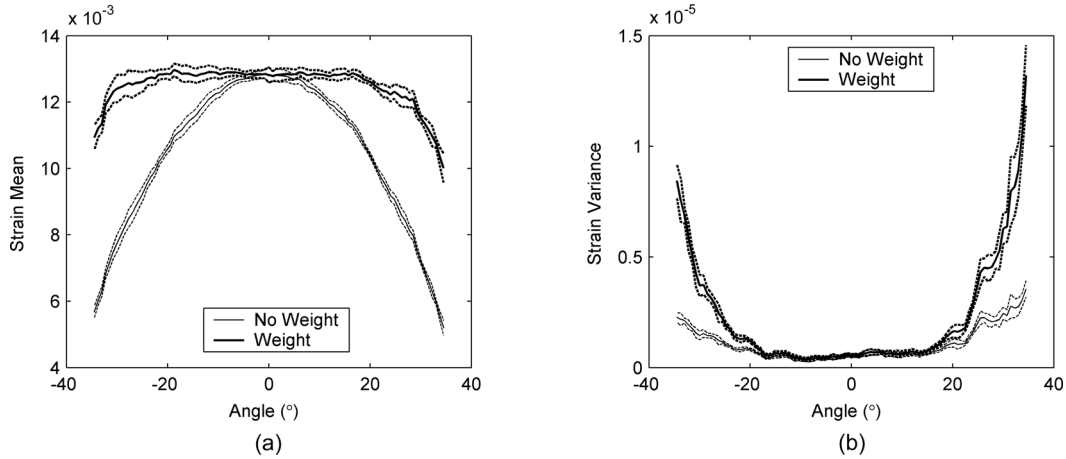 x 10⁻³
14
12
10
8
6
4
Strain Mean
No Weight
Weight
-40
-20
0
20
40
Angle (°)
(a)
x 10⁻⁵
1.5
1
0.5
0
Strain Variance
No Weight
Weight
-40
-20
0
20
40
Angle (°)
(b)